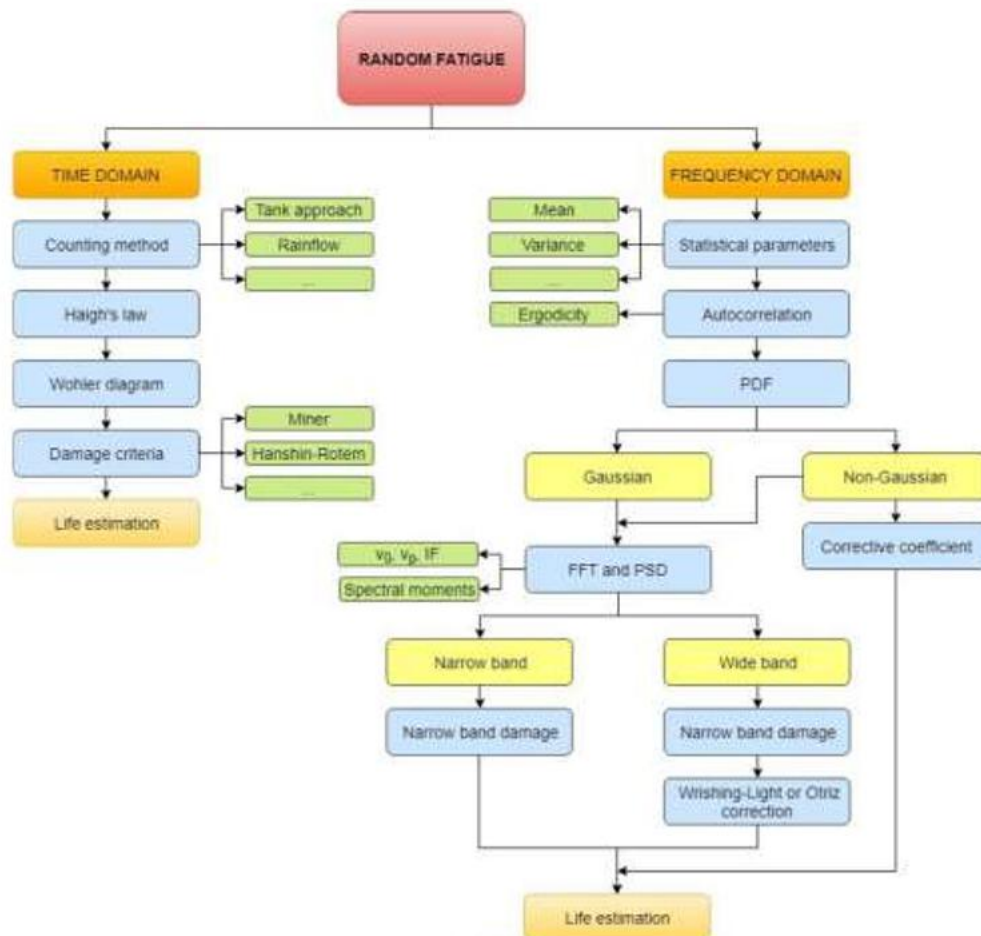 RANDOM FATIGUE
TIME DOMAIN
FREQUENCY DOMAIN
Tank approach
Mean
Counting method
Rainflow
Variance
Statistical parameters
...
...
Haigh's law
Ergodicity
Autocorrelation
Wohler diagram
PDF
Miner
Damage criteria
Hanshin-Rotem
Gaussian
Non-Gaussian
...
Life estimation
Corrective coefficient
v0, vp, IF
FFT and PSD
Spectral moments
Narrow band
Wide band
Narrow band damage
Narrow band damage
Wrishing-Light or Otriz
correction
Life estimation